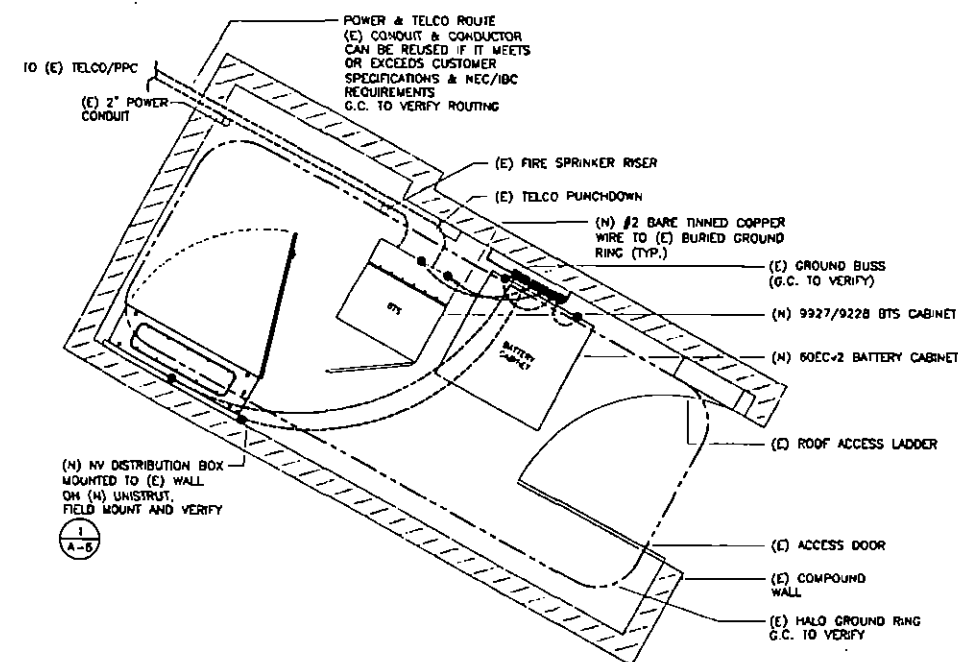 POWER & TELCO ROUTE
(E) CONDUIT & CONDUCTOR
CAN BE REUSED IF IT MEETS
OR EXCEEDS CUSTOMER
SPECIFICATIONS & NEC/IBC
REQUIREMENTS
G.C. TO VERIFY ROUTING
TO (E) TELCO/PPC
(E) 2" POWER
CONDUIT
(E) FIRE SPRINKER RISER
(E) TELCO PUNCHDOWN
(N) #2 BARE TINNED COPPER
WIRE TO (E) BURIED GROUND
RING (TYP.)
(E) GROUND BUSS
(G.C. TO VERIFY)
(N) 9927/9228 BTS CABINET
(N) 60ECv2 BATTERY CABINET
BTS
BATTERY
CABINET
(E) ROOF ACCESS LADDER
(N) NV DISTRIBUTION BOX
MOUNTED TO (E) WALL
ON (N) UNISTRUT,
FIELD MOUNT AND VERIFY
1
A-5
(E) ACCESS DOOR
(E) COMPOUND
WALL
(E) HALO GROUND RING
G.C. TO VERIFY